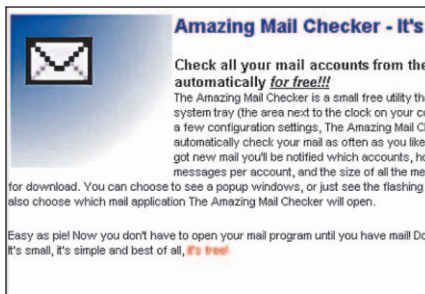 Amazing Mail Checker - It's
Check all your mail accounts from the
automatically for free!!!
The Amazing Mail Checker is a small free utility tha
system tray (the area next to the clock on your co
a few configuration settings, The Amazing Mail Cl
automatically check your mail as often as you like
got new mail you'll be notified which accounts, ho
messages per account, and the size of all the me
for download. You can choose to see a popup windows, or just see the flashing
also choose which mail application The Amazing Mail Checker will open.
Easy as pie! Now you don't have to open your mail program until you have mail! Do
It's small, it's simple and best of all, it's free!